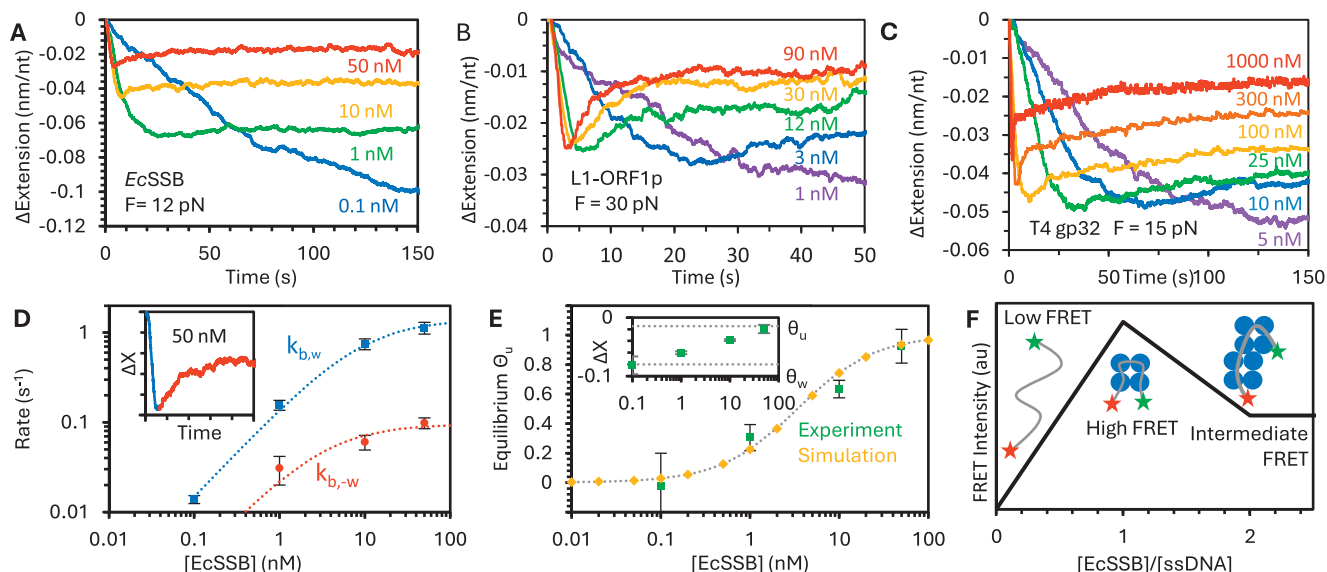 A
ΔExtension (nm/nt)
0
-0.02
-0.04
-0.06
-0.08
-0.1
-0.12
50 nM
10 nM
1 nM
0.1 nM
EcSSB
F= 12 pN
0
50
100
150
Time (s)
B
ΔExtension (nm/nt)
0
-0.01
-0.02
-0.03
-0.04
90 nM
30 nM
12 nM
3 nM
1 nM
L1-ORF1p
F = 30 pN
0
10
20
30
40
50
Time (s)
C
ΔExtension (nm/nt)
0
-0.01
-0.02
-0.03
-0.04
-0.05
-0.06
1000 nM
300 nM
100 nM
25 nM
10 nM
5 nM
T4 gp32 F = 15 pN
0
50
Time (s)
100
150
D
Rate (s⁻¹)
1
0.1
0.01
50 nM
ΔX
Time
k_b,w
k_b,-w
0.01
0.1
1
10
100
[EcSSB] (nM)
E
Equilibrium Θ_u
1
0.8
0.6
0.4
0.2
0
ΔX
0
-0.1
θ_u
θ_w
0.1
1
10
100
Experiment
Simulation
0.01
0.1
1
10
100
[EcSSB] (nM)
F
FRET Intensity (au)
Low FRET
High FRET
Intermediate
FRET
0
1
2
[EcSSB]/[ssDNA]